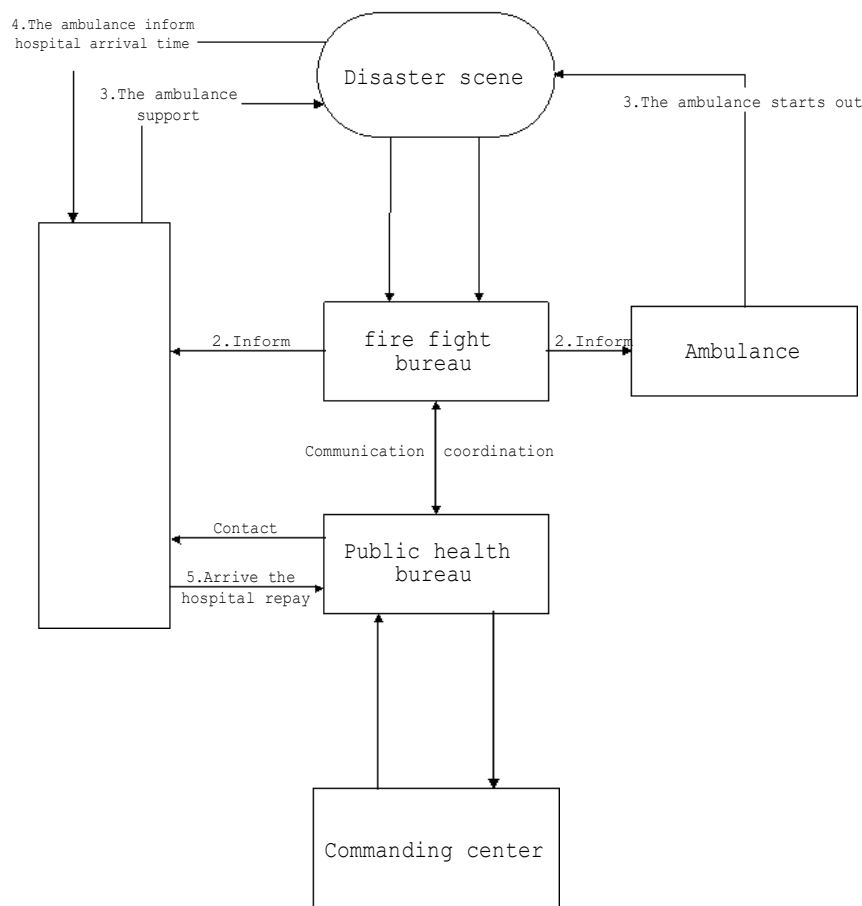 4.The ambulance inform
hospital arrival time
Disaster scene
3.The ambulance
support
3.The ambulance starts out
2.Inform
fire fight
bureau
2.Inform
Ambulance
Communication coordination
Contact
Public health
bureau
5.Arrive the
hospital repay
Commanding center